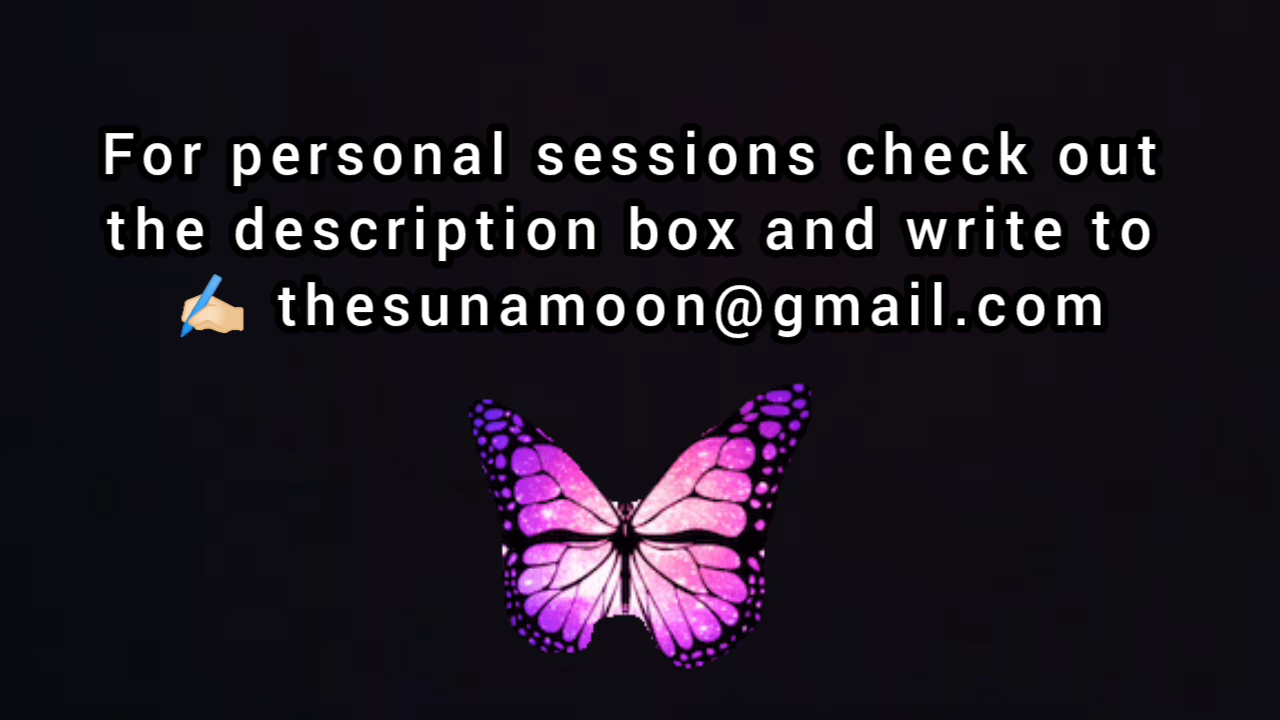 For personal sessions check out
the description box and write to
✍🏻 thesunamoon@gmail.com